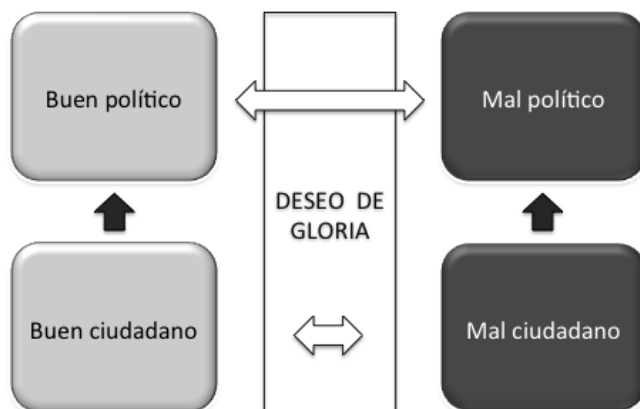 Buen político
Mal político
DESEO DE
GLORIA
Buen ciudadano
Mal ciudadano